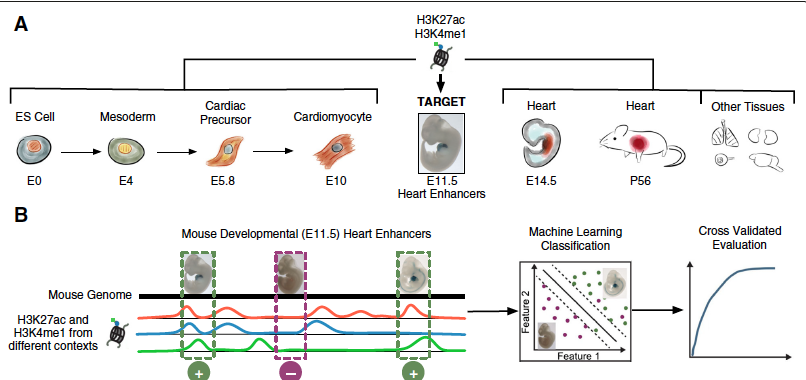 A
H3K27ac
H3K4me1
ES Cell
Mesoderm
Cardiac
Precursor
Cardiomyocyte
TARGET
Heart
Heart
Other Tissues
E0
E4
E5.8
E10
E11.5
Heart Enhancers
E14.5
P56
B
Mouse Developmental (E11.5) Heart Enhancers
Machine Learning
Classification
Cross Validated
Evaluation
Mouse Genome
H3K27ac and
H3K4me1 from
different contexts
Feature 2
Feature 1
+
−
+